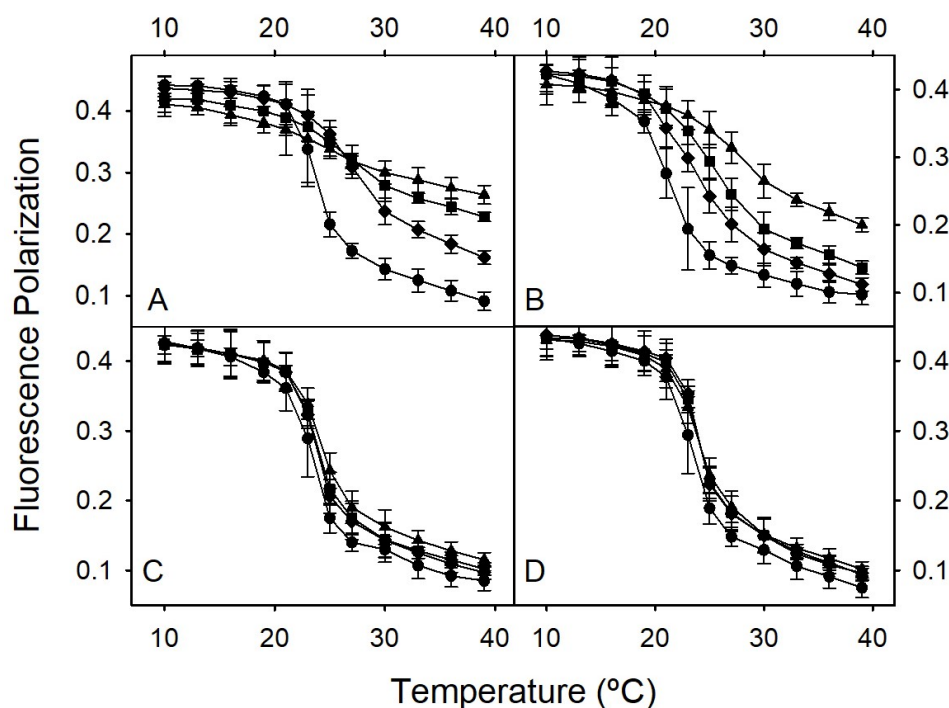 10 20 30 40 10 20 30 40
Fluorescence Polarization
0.4 0.4
0.3 0.3
0.2 0.2
0.1 A B 0.1
0.4 0.4
0.3 0.3
0.2 0.2
0.1 C D 0.1
10 20 30 40 10 20 30 40
Temperature (ºC)